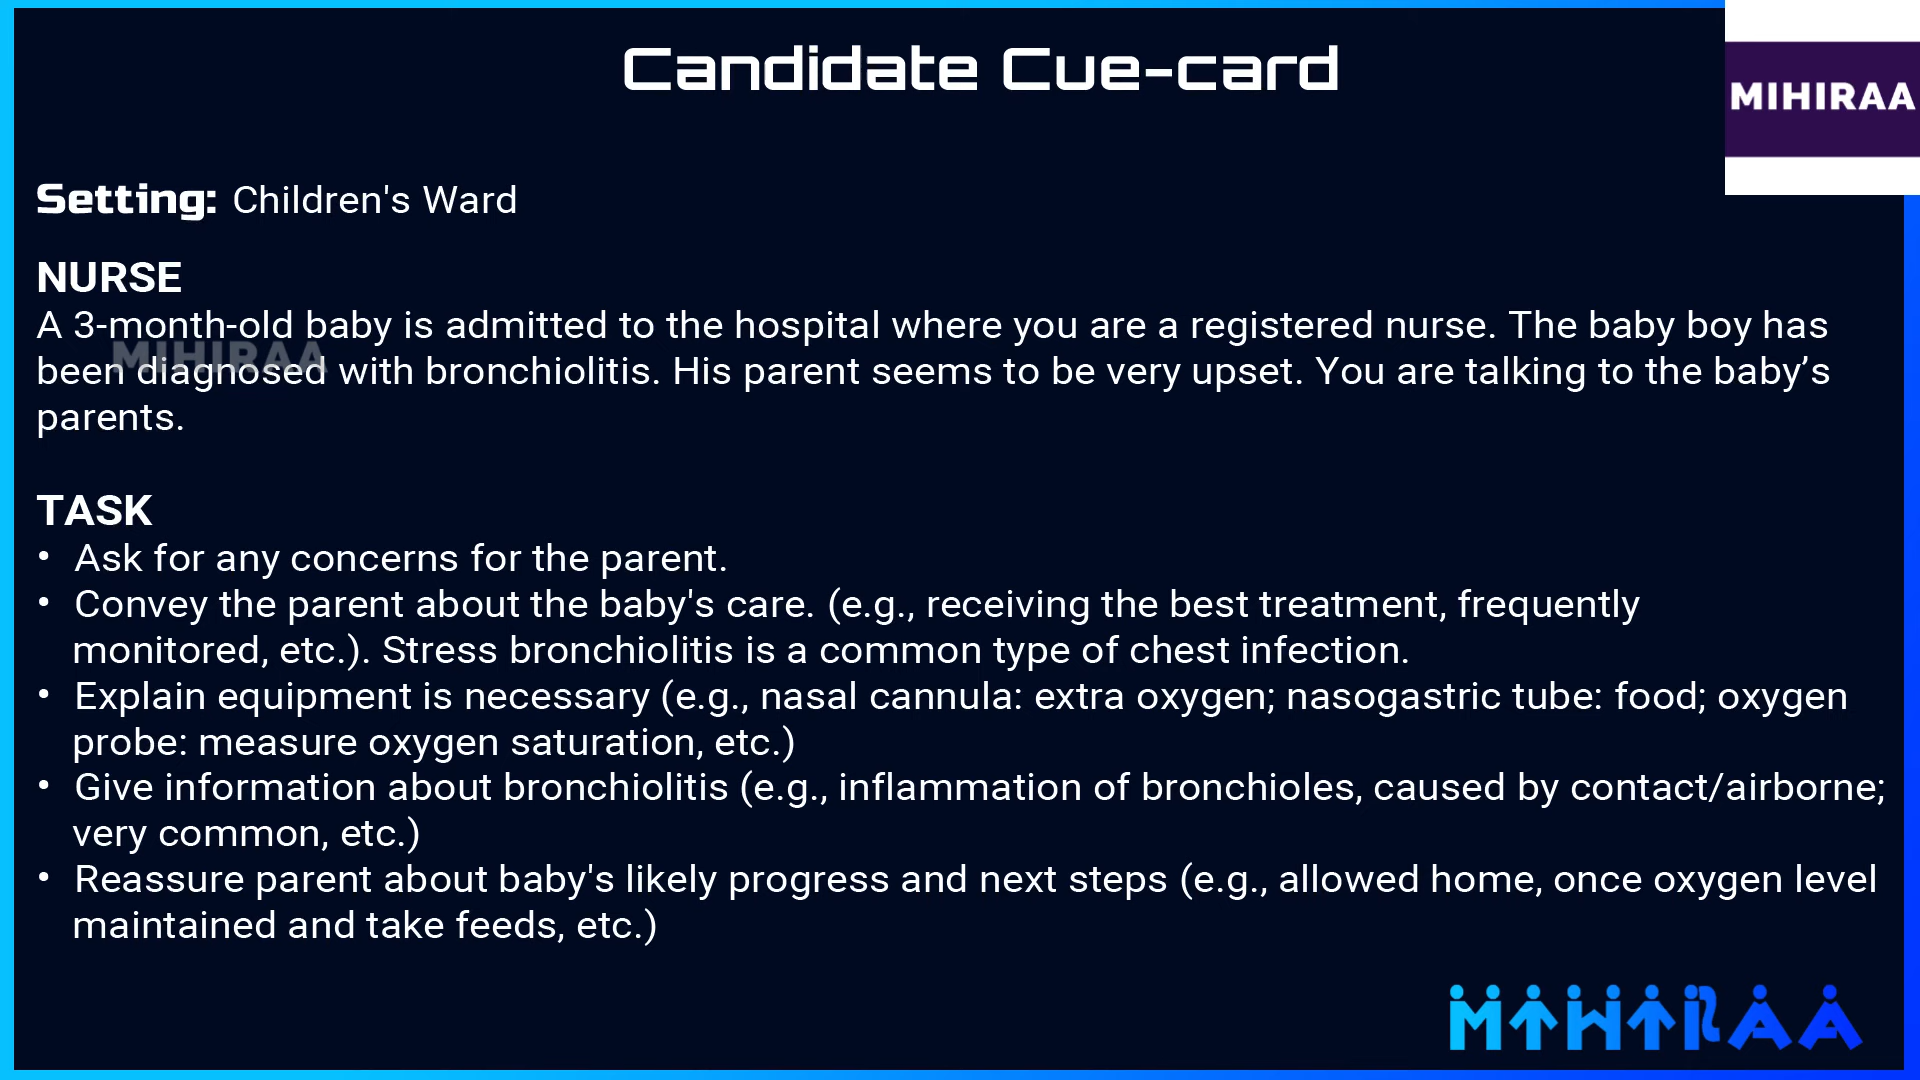 Candidate Cue-card
MIHIRAA
Setting: Children's Ward
NURSE
A 3-month-old baby is admitted to the hospital where you are a registered nurse. The baby boy has
MIHIRAA
been diagnosed with bronchiolitis. His parent seems to be very upset. You are talking to the baby’s
parents.
TASK
• Ask for any concerns for the parent.
• Convey the parent about the baby's care. (e.g., receiving the best treatment, frequently
monitored, etc.). Stress bronchiolitis is a common type of chest infection.
• Explain equipment is necessary (e.g., nasal cannula: extra oxygen; nasogastric tube: food; oxygen
probe: measure oxygen saturation, etc.)
• Give information about bronchiolitis (e.g., inflammation of bronchioles, caused by contact/airborne;
very common, etc.)
• Reassure parent about baby's likely progress and next steps (e.g., allowed home, once oxygen level
maintained and take feeds, etc.)
MIHIRAA